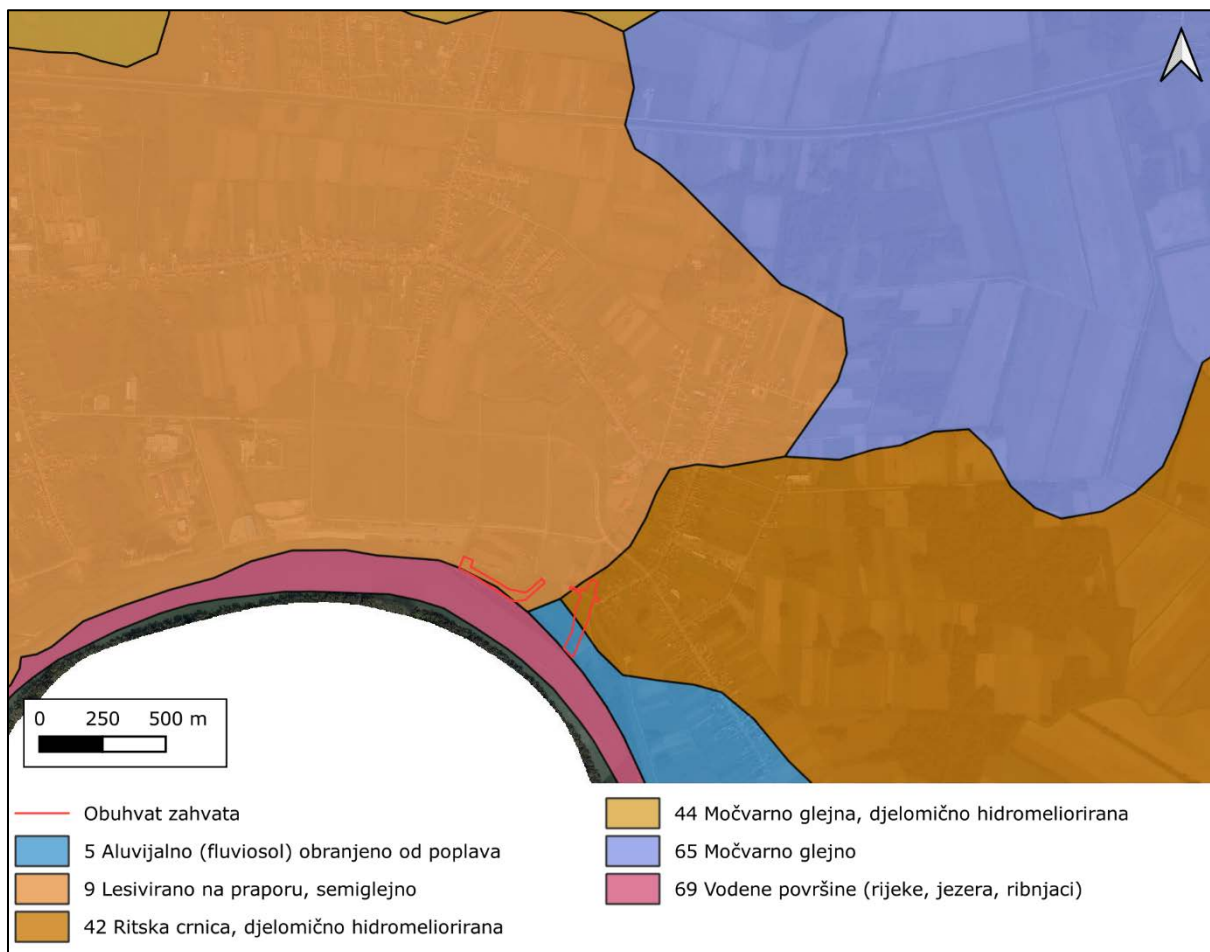 0 250 500 m
Obuhvat zahvata
5 Aluvijalno (fluviosol) obranjeno od poplava
9 Lesivirano na praporu, semiglejno
42 Ritska crnica, djelomično hidromeliorirana
44 Močvarno glejna, djelomično hidromeliorirana
65 Močvarno glejno
69 Vodene površine (rijeke, jezera, ribnjaci)